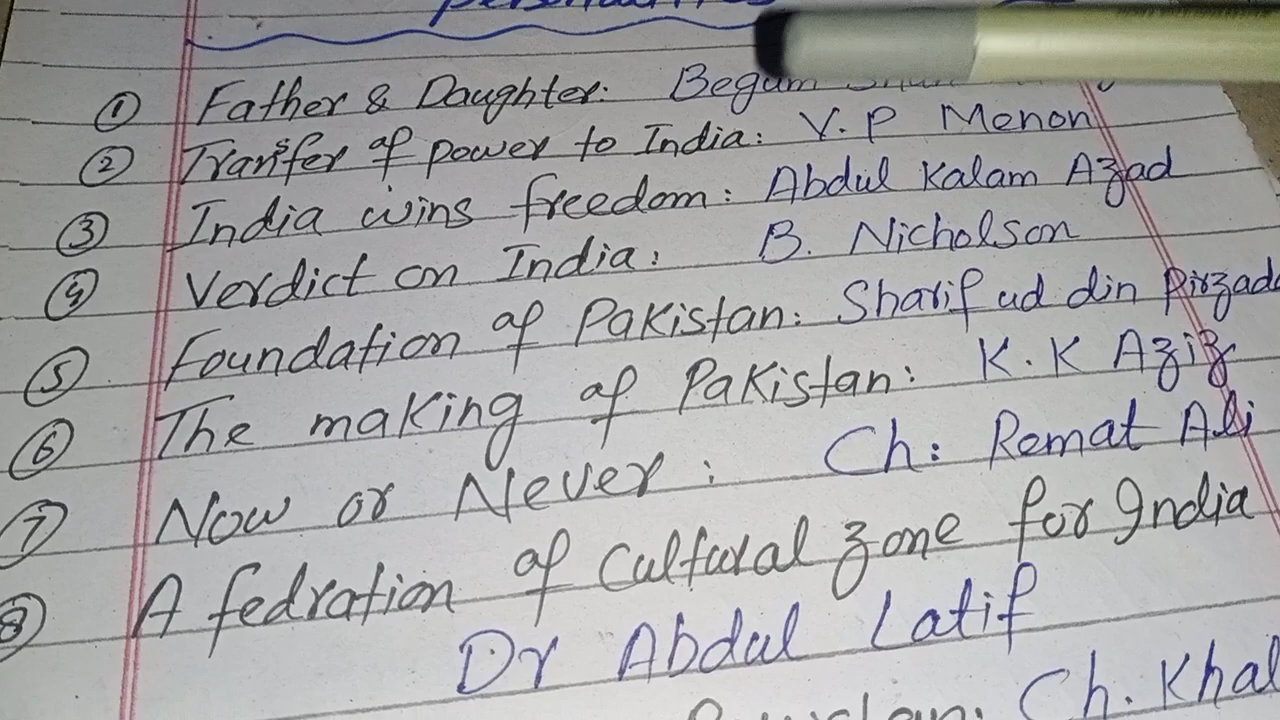 ① Father & Daughter: Begum
② Transfer of power to India: V. P Menon
③ India wins freedom: Abdul Kalam Azad
④ Verdict on India: B. Nicholson
⑤ Foundation of Pakistan: Sharif ud din Pirzada
⑥ The making of Pakistan: K. K Aziz
⑦ Now or Never: Ch: Remat Ali
⑧ A fedration of Cultural zone for India
Dr Abdul Latif
Ch. Khal